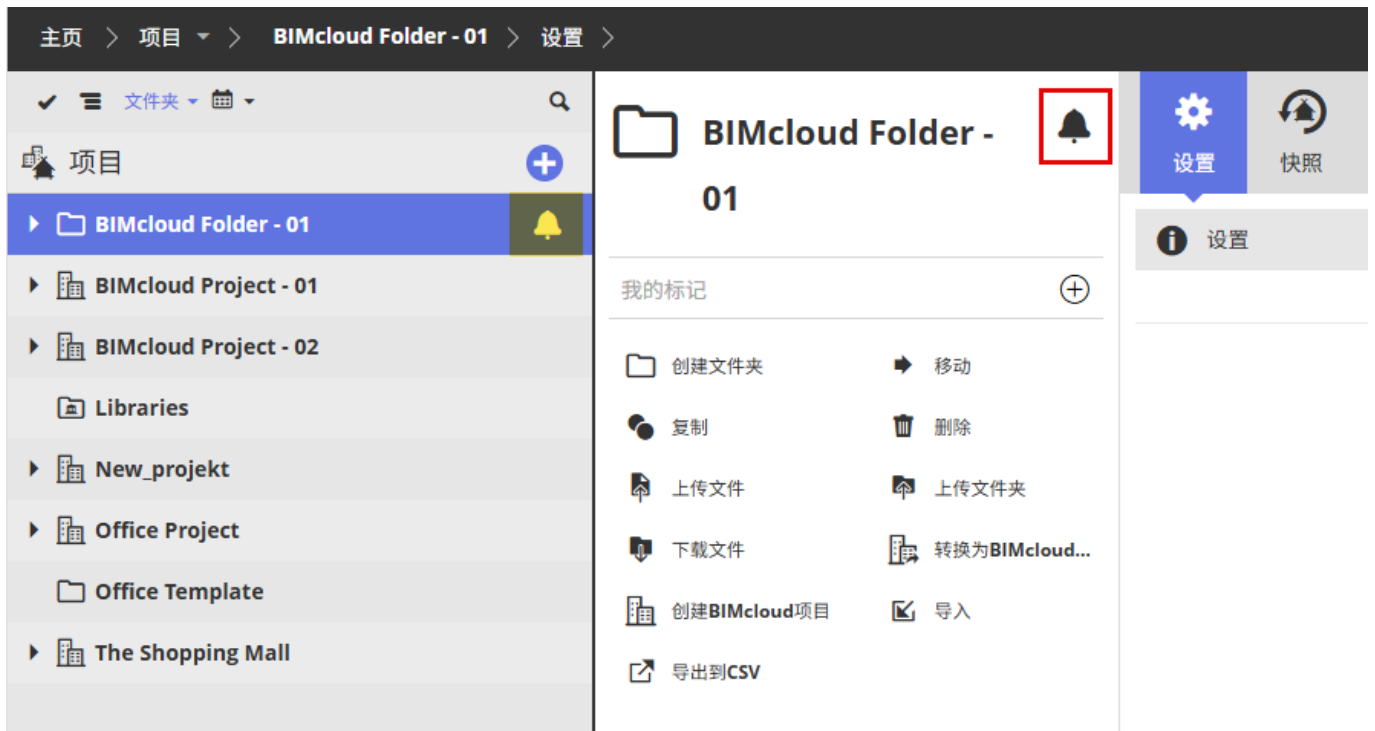 主页 > 项目 > BIMcloud Folder - 01 > 设置 >
文件夹
项目
BIMcloud Folder - 01
BIMcloud Project - 01
BIMcloud Project - 02
Libraries
New_projekt
Office Project
Office Template
The Shopping Mall
BIMcloud Folder -
01
我的标记
创建文件夹 移动
复制 删除
上传文件 上传文件夹
下载文件 转换为BIMcloud...
创建BIMcloud项目 导入
导出到CSV
设置 快照
设置